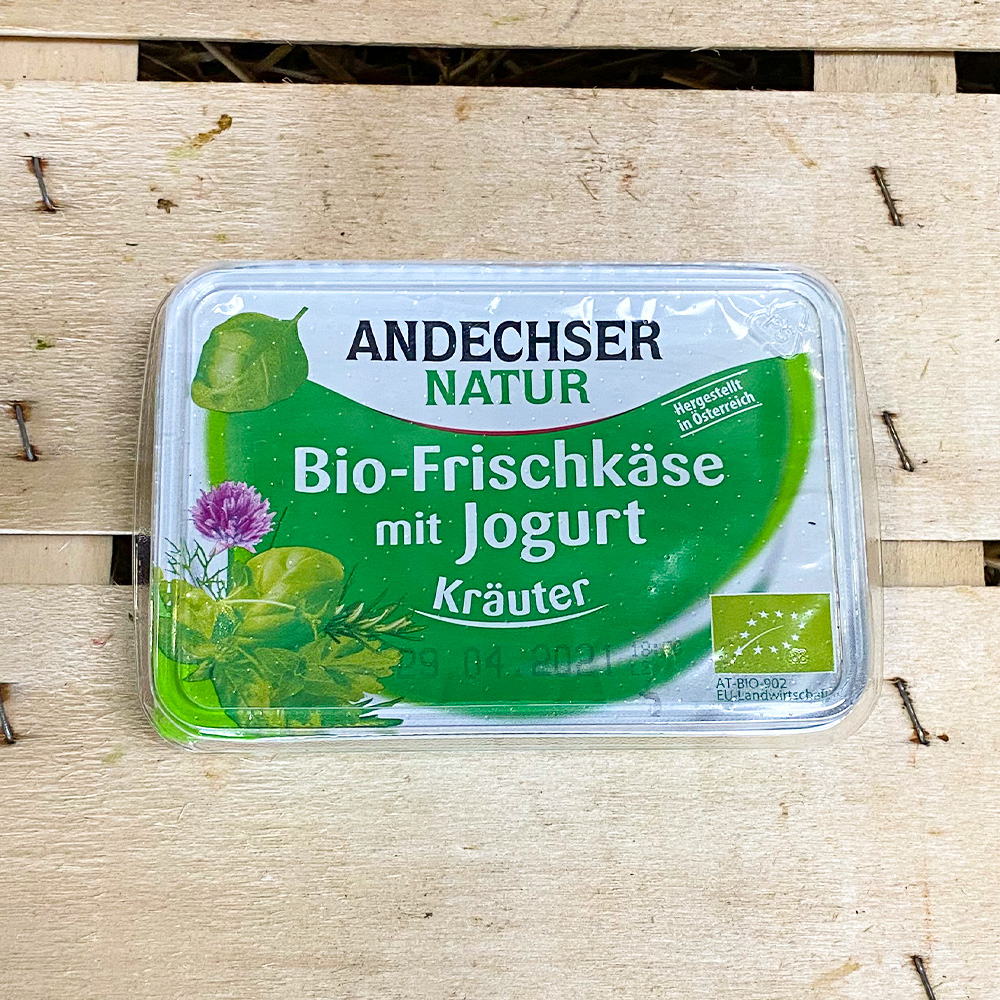 ANDECHSER
NATUR
Hergestellt
in Österreich
Bio-Frischkäse
mit Jogurt
Kräuter
29 04 2021
AT-BIO-902
EU-Landwirtschaft